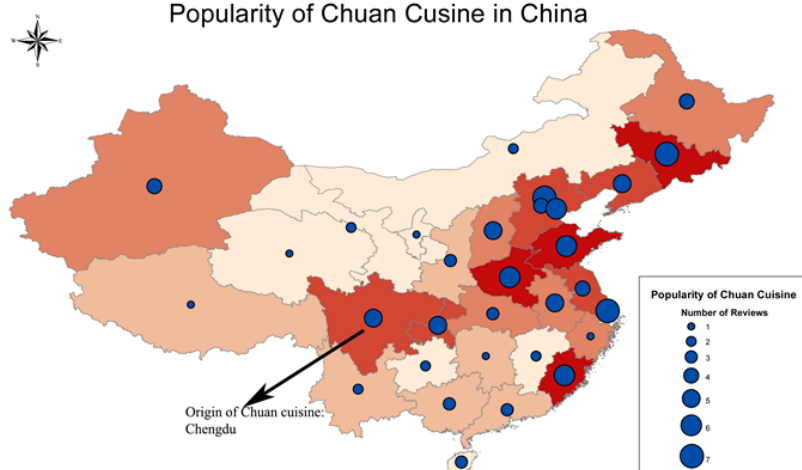 Popularity of Chuan Cusine in China
N
W
E
S
Origin of Chuan cuisine:
Chengdu
Popularity of Chuan Cuisine
Number of Reviews
1
2
3
4
5
6
7